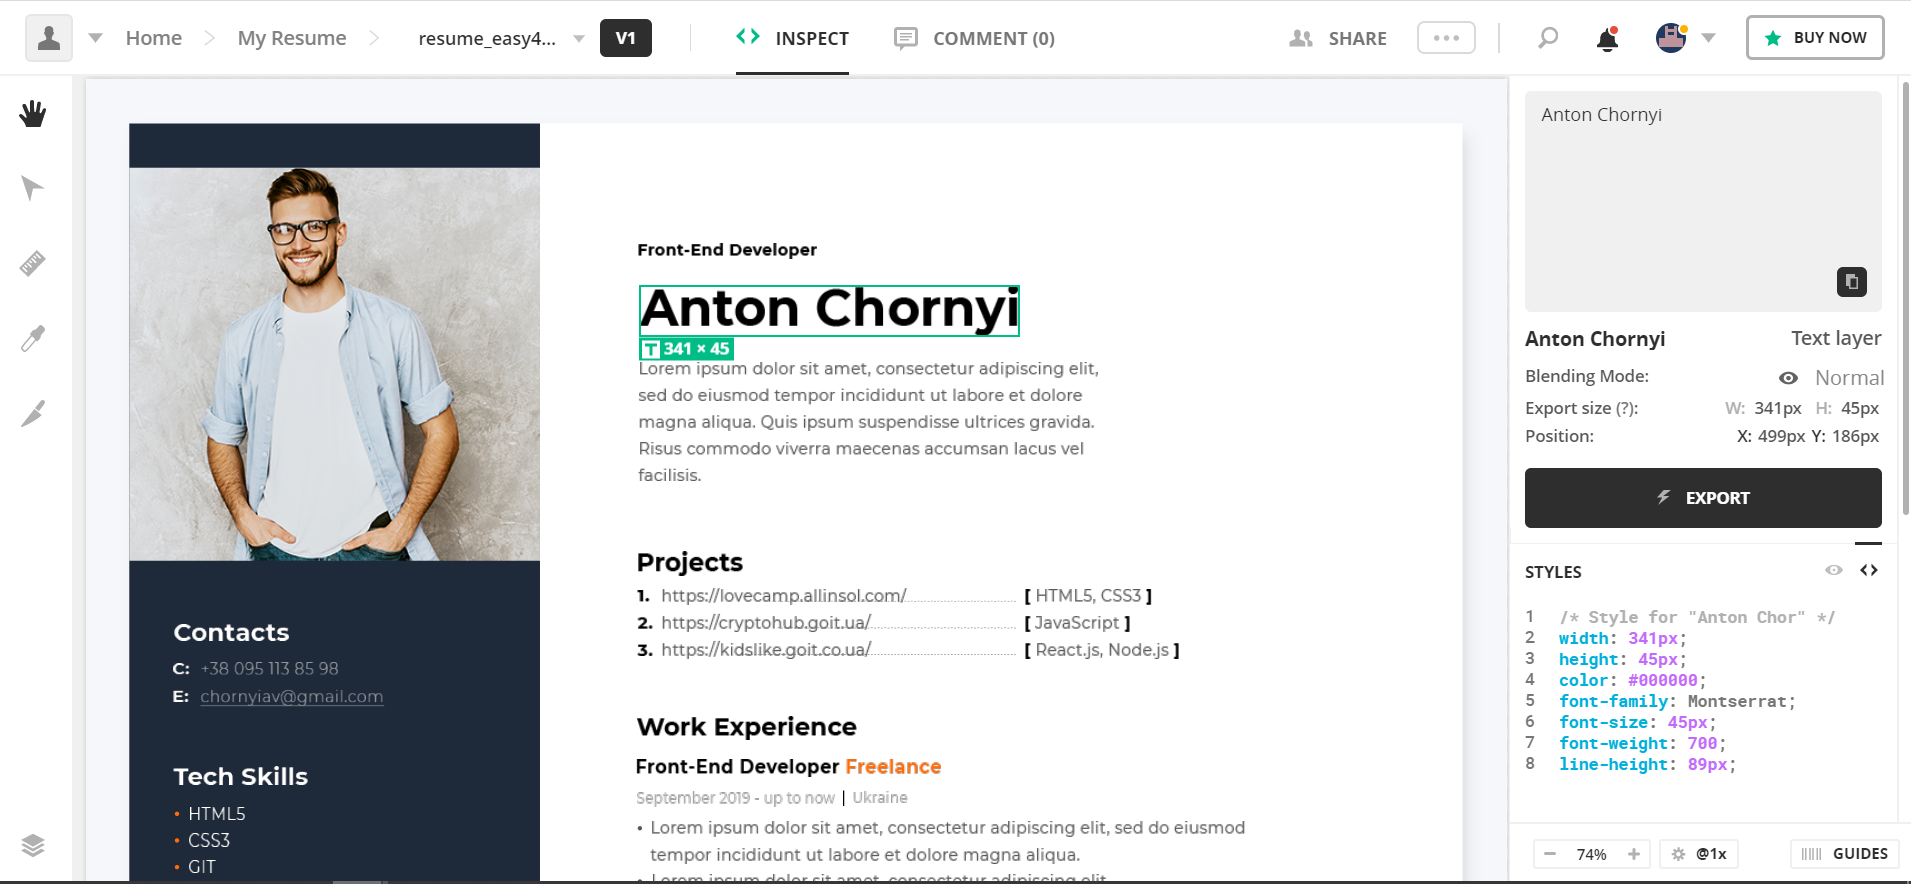 Home
My Resume
resume_easy4...
V1
INSPECT
COMMENT (0)
SHARE
BUY NOW
Front-End Developer
Anton Chornyi
T 341 × 45
Lorem ipsum dolor sit amet, consectetur adipiscing elit,
sed do eiusmod tempor incididunt ut labore et dolore
magna aliqua. Quis ipsum suspendisse ultrices gravida.
Risus commodo viverra maecenas accumsan lacus vel
facilisis.
Projects
1. https://lovecamp.allinsol.com/ [ HTML5, CSS3 ]
2. https://cryptohub.goit.ua/ [ JavaScript ]
3. https://kidslike.goit.co.ua/ [ React.js, Node.js ]
Work Experience
Front-End Developer Freelance
September 2019 - up to now | Ukraine
• Lorem ipsum dolor sit amet, consectetur adipiscing elit, sed do eiusmod
tempor incididunt ut labore et dolore magna aliqua.
• Lorem ipsum dolor sit amet, consectetur adipiscing elit
Contacts
C: +38 095 113 85 98
E: chornyiav@gmail.com
Tech Skills
• HTML5
• CSS3
• GIT
Anton Chornyi
Anton Chornyi Text layer
Blending Mode: Normal
Export size (?): W: 341px H: 45px
Position: X: 499px Y: 186px
EXPORT
STYLES
1 /* Style for "Anton Chor" */
2 width: 341px;
3 height: 45px;
4 color: #000000;
5 font-family: Montserrat;
6 font-size: 45px;
7 font-weight: 700;
8 line-height: 89px;
74%
@1x
GUIDES